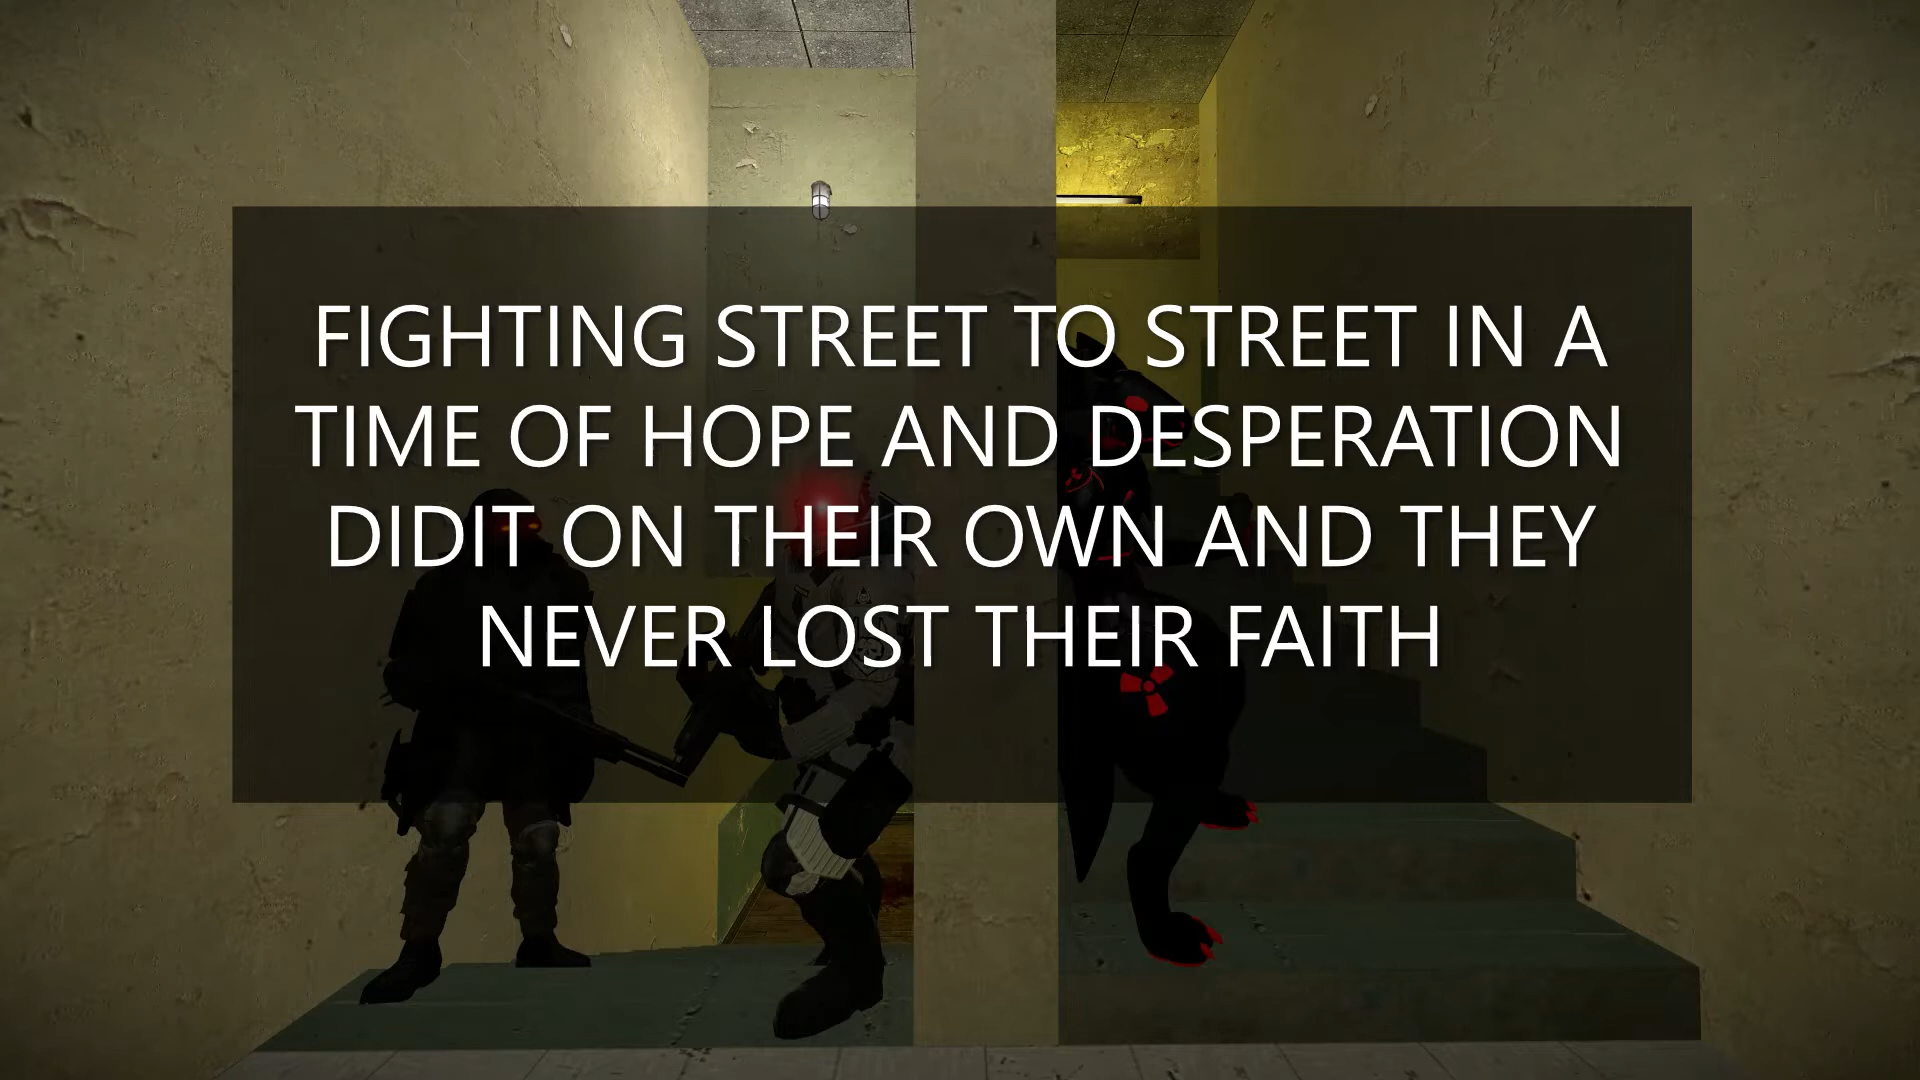 FIGHTING STREET TO STREET IN A
TIME OF HOPE AND DESPERATION
DIDIT ON THEIR OWN AND THEY
NEVER LOST THEIR FAITH